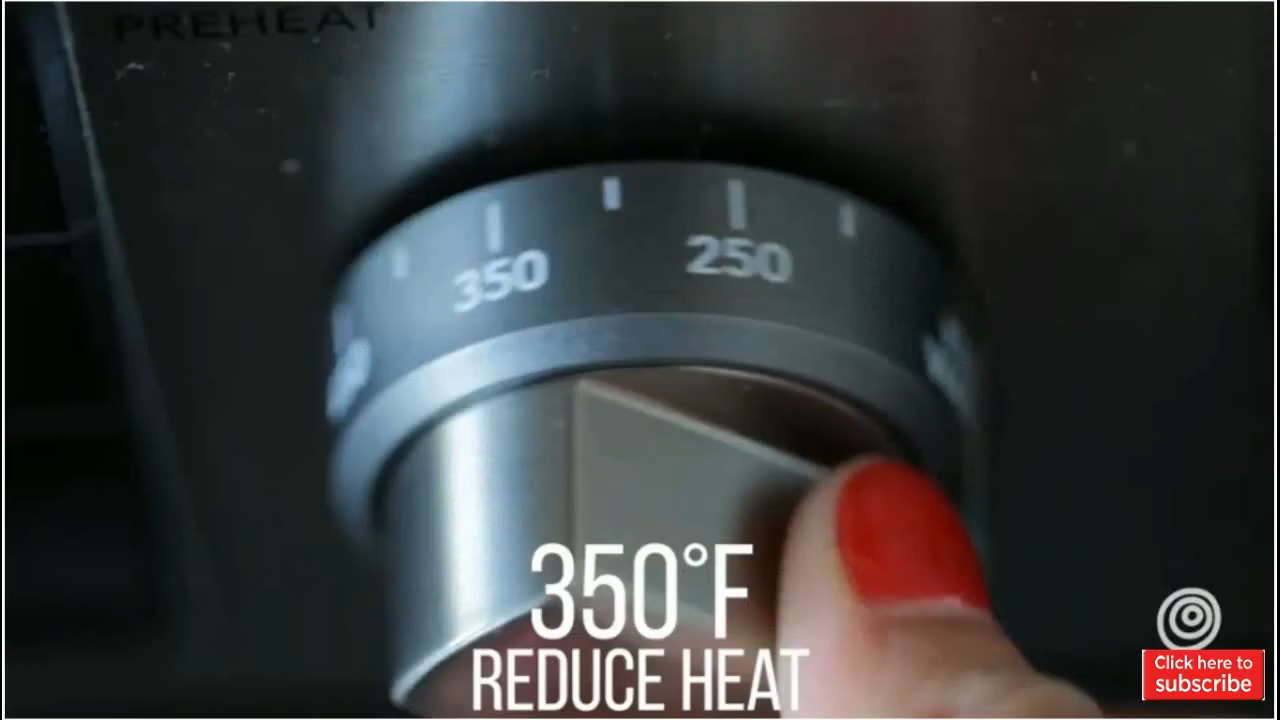 PREHEAT
350
250
350°F
REDUCE HEAT
Click here to
subscribe